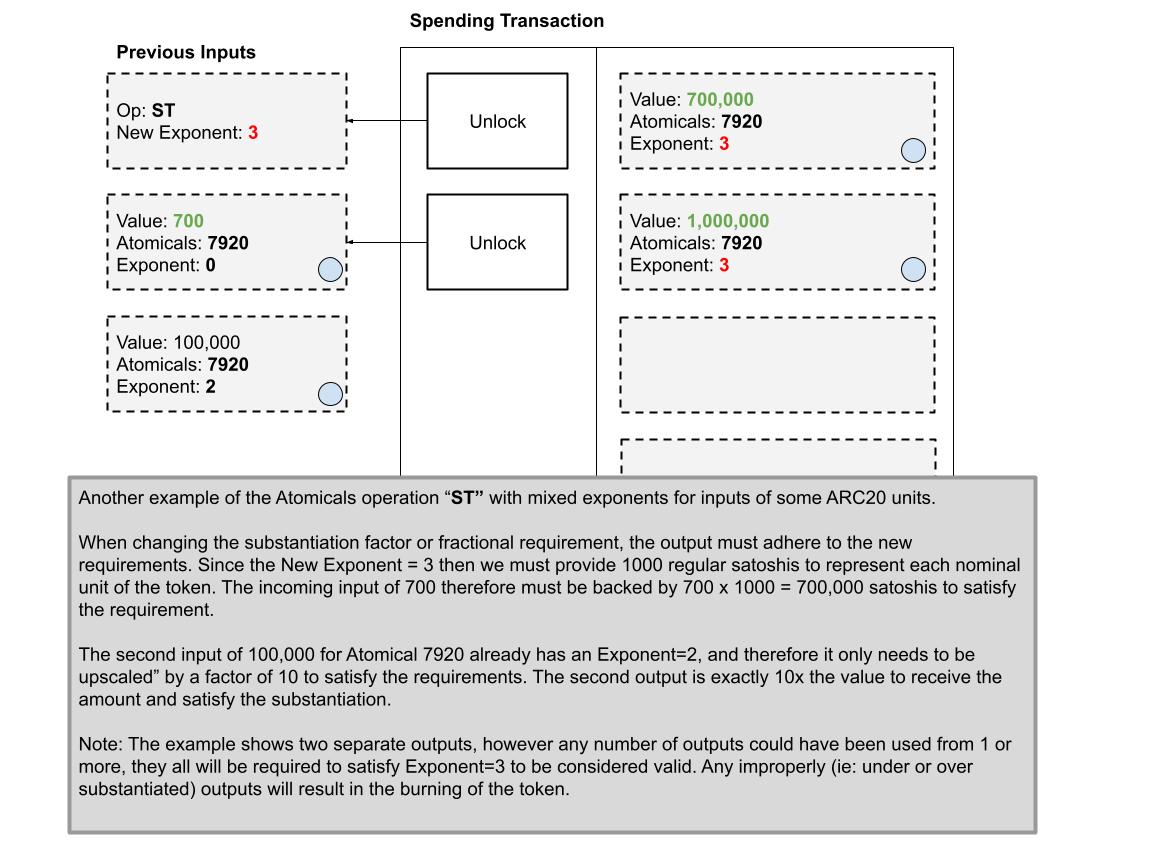 Spending Transaction
Previous Inputs
Op: ST
New Exponent: 3
Unlock
Value: 700,000
Atomicals: 7920
Exponent: 3
Value: 700
Atomicals: 7920
Exponent: 0
Unlock
Value: 1,000,000
Atomicals: 7920
Exponent: 3
Value: 100,000
Atomicals: 7920
Exponent: 2
Another example of the Atomicals operation “ST” with mixed exponents for inputs of some ARC20 units.
When changing the substantiation factor or fractional requirement, the output must adhere to the new
requirements. Since the New Exponent = 3 then we must provide 1000 regular satoshis to represent each nominal
unit of the token. The incoming input of 700 therefore must be backed by 700 x 1000 = 700,000 satoshis to satisfy
the requirement.
The second input of 100,000 for Atomical 7920 already has an Exponent=2, and therefore it only needs to be
upscaled” by a factor of 10 to satisfy the requirements. The second output is exactly 10x the value to receive the
amount and satisfy the substantiation.
Note: The example shows two separate outputs, however any number of outputs could have been used from 1 or
more, they all will be required to satisfy Exponent=3 to be considered valid. Any improperly (ie: under or over
substantiated) outputs will result in the burning of the token.